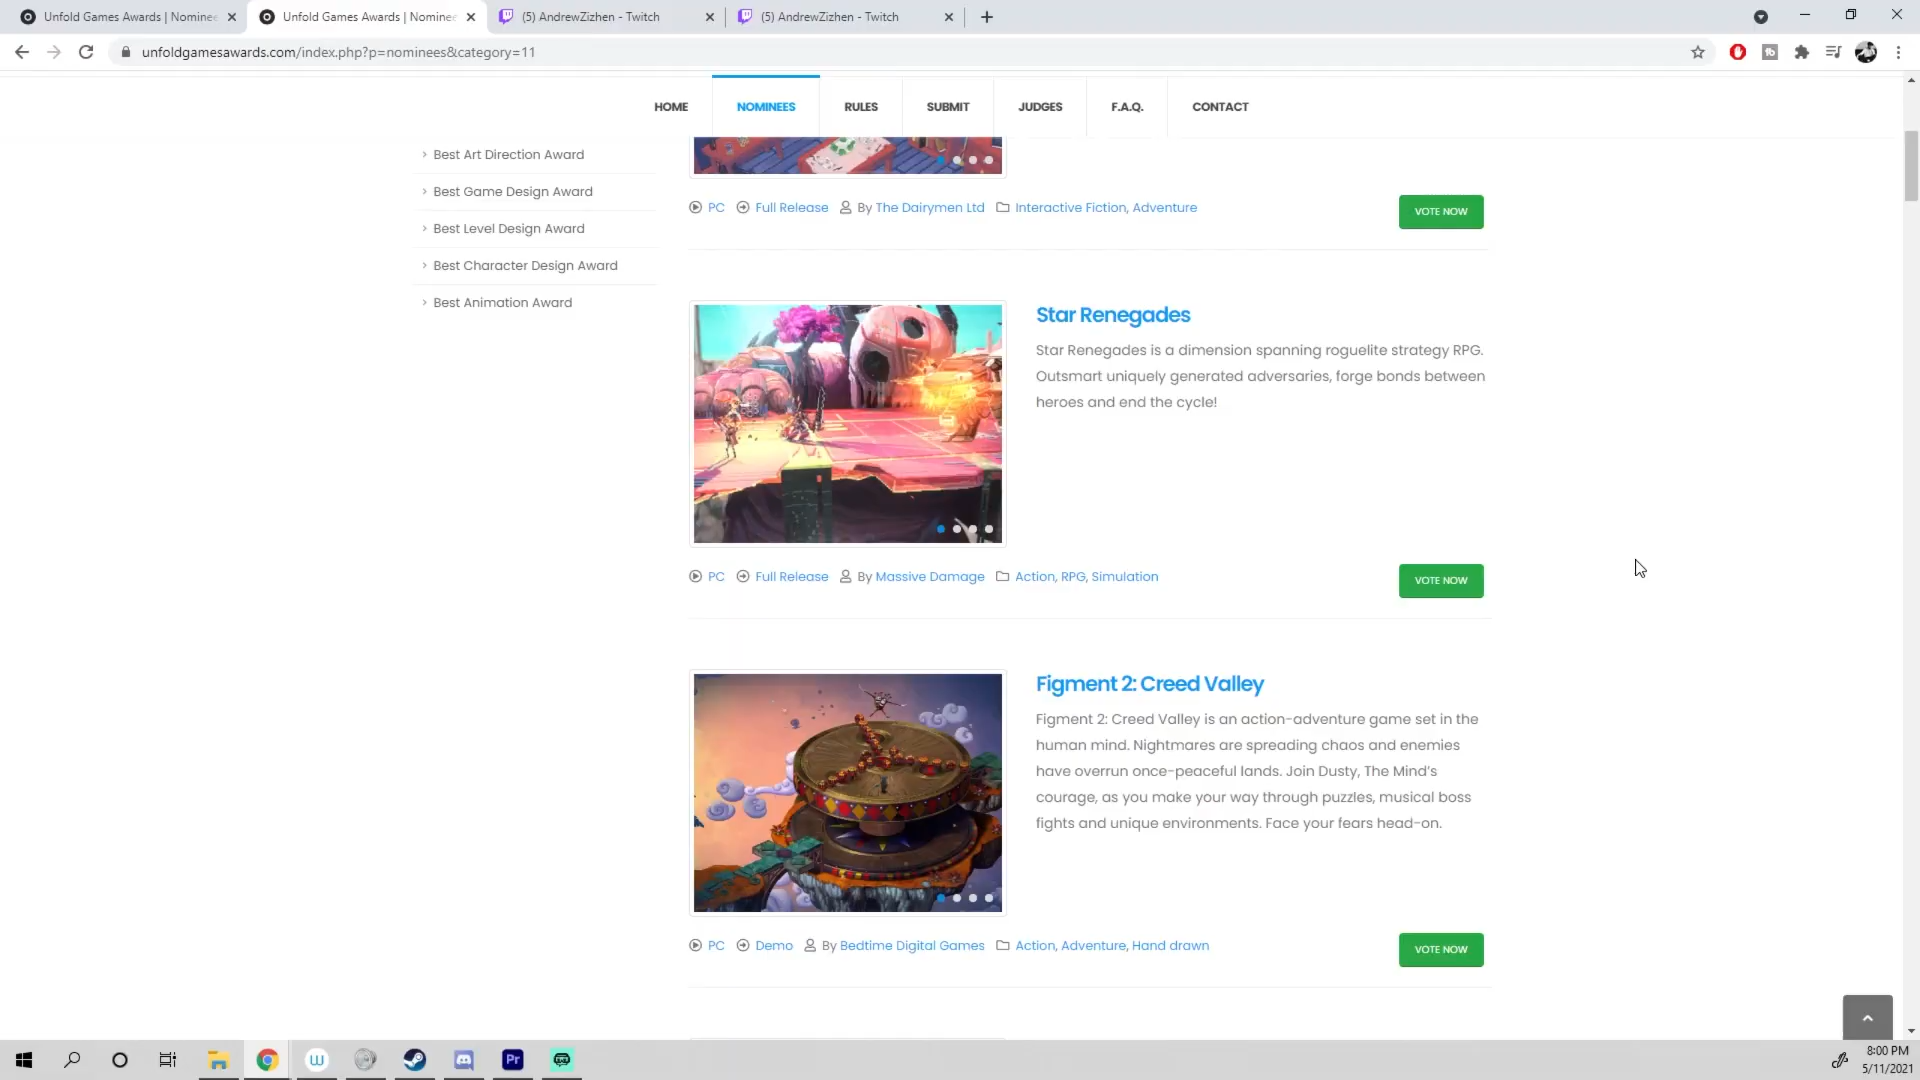 Unfold Games Awards | Nomine
Unfold Games Awards | Nomine
(5) AndrewZizhen - Twitch
(5) AndrewZizhen - Twitch
unfoldgamesawards.com/index.php?p=nominees&category=11
HOME
NOMINEES
RULES
SUBMIT
JUDGES
F.A.Q.
CONTACT
Best Art Direction Award
Best Game Design Award
Best Level Design Award
Best Character Design Award
Best Animation Award
PC Full Release By The Dairymen Ltd Interactive Fiction, Adventure
VOTE NOW
Star Renegades
Star Renegades is a dimension spanning roguelite strategy RPG.
Outsmart uniquely generated adversaries, forge bonds between
heroes and end the cycle!
PC Full Release By Massive Damage Action, RPG, Simulation
VOTE NOW
Figment 2: Creed Valley
Figment 2: Creed Valley is an action-adventure game set in the
human mind. Nightmares are spreading chaos and enemies
have overrun once-peaceful lands. Join Dusty, The Mind's
courage, as you make your way through puzzles, musical boss
fights and unique environments. Face your fears head-on.
PC Demo By Bedtime Digital Games Action, Adventure, Hand drawn
VOTE NOW
Pr
8:00 PM
5/11/2021